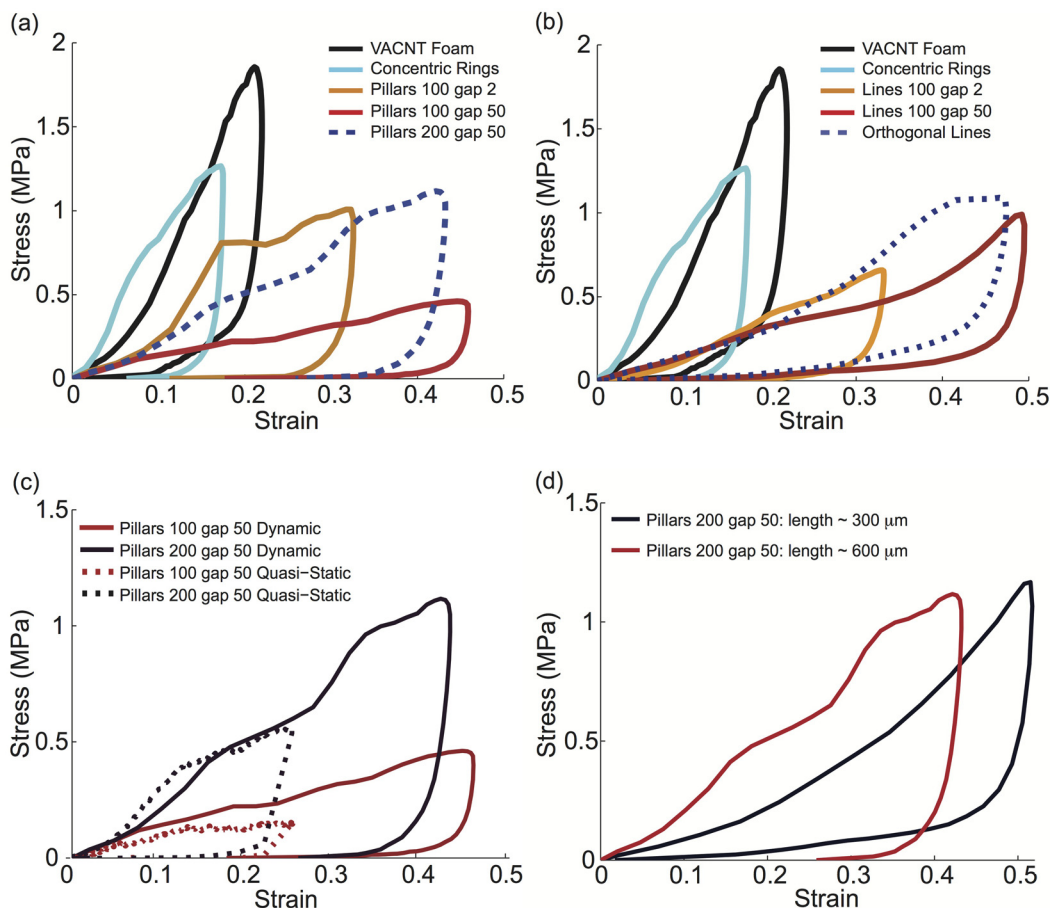 (a)
VACNT Foam
Concentric Rings
Pillars 100 gap 2
Pillars 100 gap 50
Pillars 200 gap 50
Stress (MPa)
2
1.5
1
0.5
0
0 0.1 0.2 0.3 0.4 0.5
Strain
(b)
VACNT Foam
Concentric Rings
Lines 100 gap 2
Lines 100 gap 50
Orthogonal Lines
Stress (MPa)
2
1.5
1
0.5
0
0 0.1 0.2 0.3 0.4 0.5
Strain
(c)
Pillars 100 gap 50 Dynamic
Pillars 200 gap 50 Dynamic
Pillars 100 gap 50 Quasi−Static
Pillars 200 gap 50 Quasi−Static
Stress (MPa)
1.5
1
0.5
0
0 0.1 0.2 0.3 0.4 0.5
Strain
(d)
Pillars 200 gap 50: length ~ 300 μm
Pillars 200 gap 50: length ~ 600 μm
Stress (MPa)
1.5
1
0.5
0
0 0.1 0.2 0.3 0.4 0.5
Strain